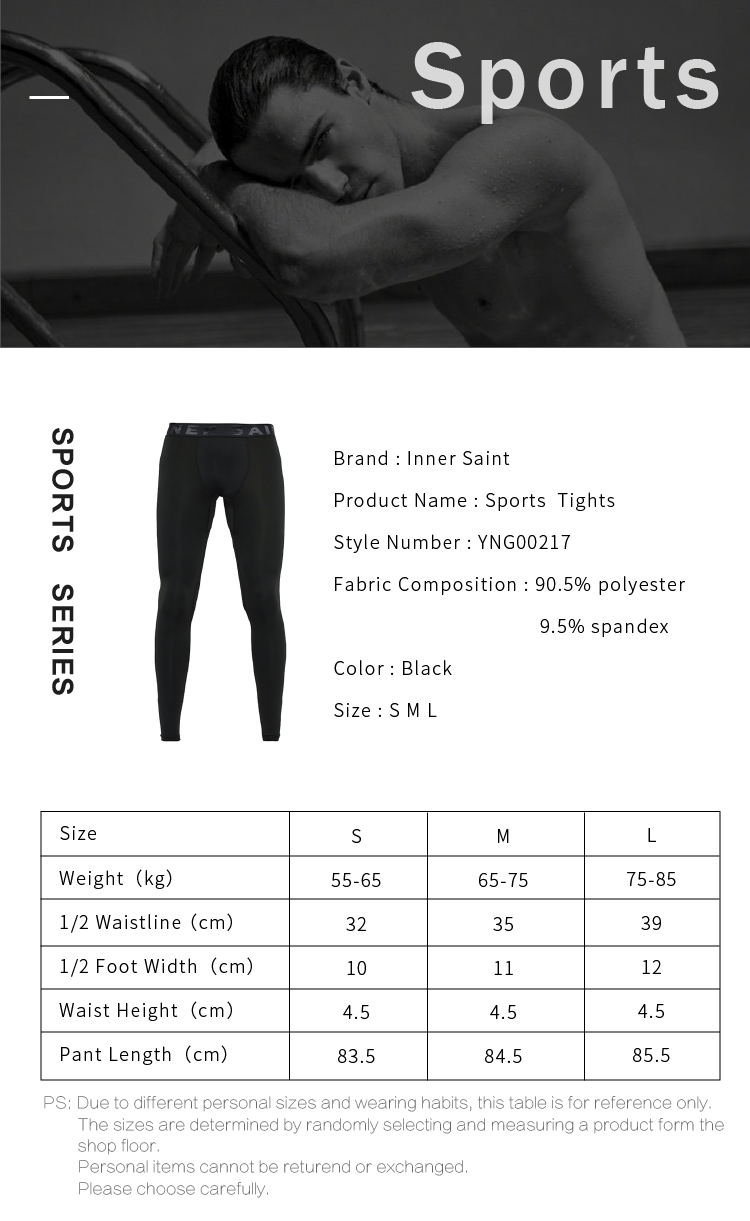 Sports
SPORTS SERIES
Brand : Inner Saint
Product Name : Sports Tights
Style Number : YNG00217
Fabric Composition : 90.5% polyester
9.5% spandex
Color : Black
Size : S M L
Size S M L
Weight（kg） 55-65 65-75 75-85
1/2 Waistline（cm） 32 35 39
1/2 Foot Width（cm） 10 11 12
Waist Height（cm） 4.5 4.5 4.5
Pant Length（cm） 83.5 84.5 85.5
PS: Due to different personal sizes and wearing habits, this table is for reference only.
The sizes are determined by randomly selecting and measuring a product form the
shop floor.
Personal items cannot be returend or exchanged.
Please choose carefully.